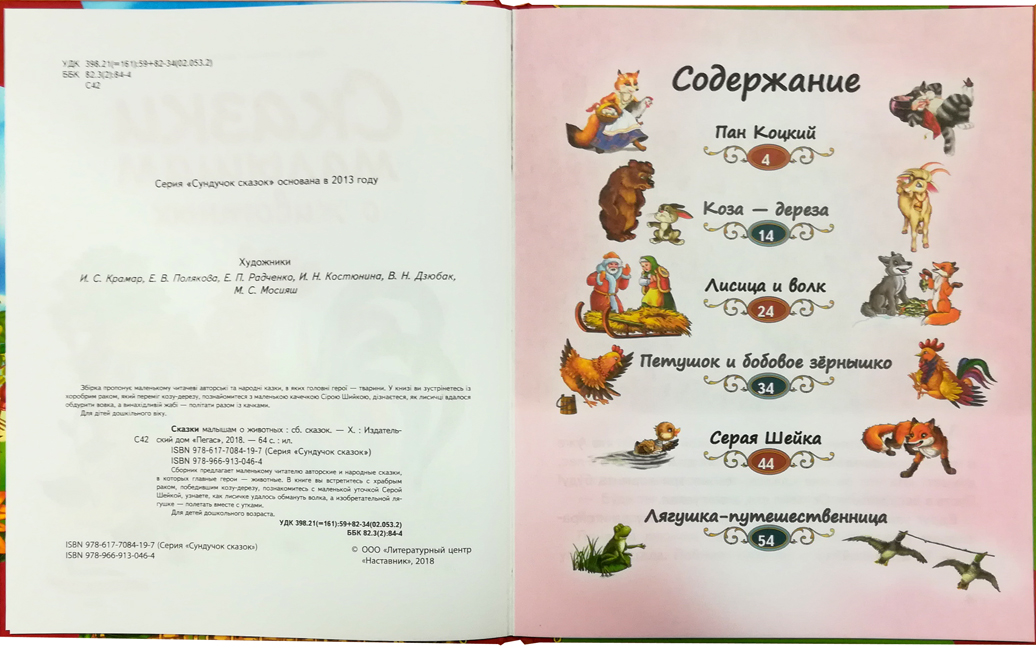 УДК 398.21(=161):59+82-34(02.053.2)
ББК 82.3(2):84-4
С42
Серия «Сундучок сказок» основана в 2013 году
Художники
И. С. Крамар, Е. В. Полякова, Е. П. Радченко, И. Н. Костюнина, В. Н. Дзюбак,
М. С. Мосияш
Збірка пропонує маленькому читачеві авторські та народні казки, в яких головні герої — тварини. У книзі ви зустрінетесь із
хоробрим раком, який переміг козу-дерезу, познайомитеся з маленькою качечкою Сірою Шийкою, дізнаєтеся, як лисичці вдалося
обдурити вовка, а винахідливій жабі — політати разом із качками.
Для дітей дошкільного віку.
Сказки малышам о животных : сб. сказок. — Х. : Издатель-
С42 ский дом «Пегас», 2018. — 64 с. : ил.
ISBN 978-617-7084-19-7 (Серия «Сундучок сказок»)
ISBN 978-966-913-046-4
Сборник предлагает маленькому читателю авторские и народные сказки,
в которых главные герои — животные. В книге вы встретитесь с храбрым
раком, победившим козу-дерезу, познакомитесь с маленькой уточкой Серой
Шейкой, узнаете, как лисичке удалось обмануть волка, а изобретательной ля-
гушке — полетать вместе с утками.
Для детей дошкольного возраста.
УДК 398.21(=161):59+82-34(02.053.2)
ББК 82.3(2):84-4
ISBN 978-617-7084-19-7 (Серия «Сундучок сказок»)
ISBN 978-966-913-046-4
© ООО «Литературный центр
«Наставник», 2018
Содержание
Пан Коцкий
4
Коза — дереза
14
Лисица и волк
24
Петушок и бобовое зёрнышко
34
Серая Шейка
44
Лягушка-путешественница
54